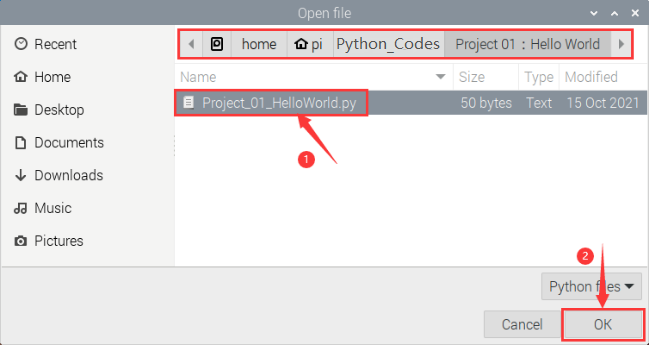 Open file
Recent
Home
Desktop
Documents
Downloads
Music
Pictures
home pi Python_Codes Project 01：Hello World
Name Size Type Modified
Project_01_HelloWorld.py 50 bytes Text 15 Oct 2021
1
2
Python files
Cancel OK